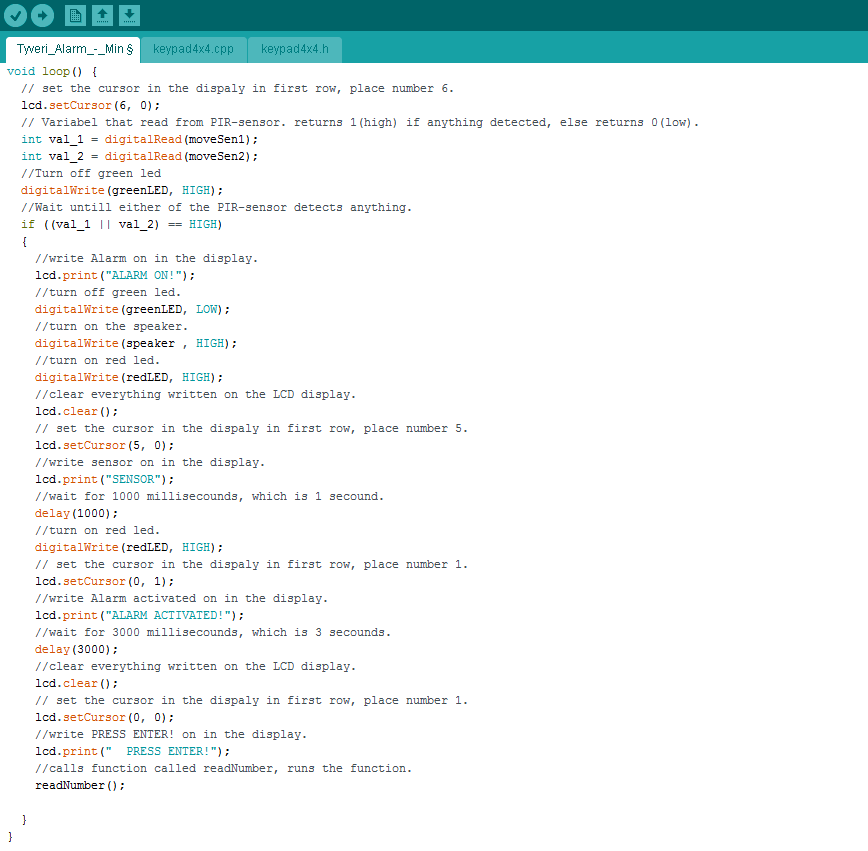 Tyveri_Alarm_-_Min § keypad4x4.cpp keypad4x4.h
void loop() {
  // set the cursor in the dispaly in first row, place number 6.
  lcd.setCursor(6, 0);
  // Variabel that read from PIR-sensor. returns 1(high) if anything detected, else returns 0(low).
  int val_1 = digitalRead(moveSen1);
  int val_2 = digitalRead(moveSen2);
  //Turn off green led
  digitalWrite(greenLED, HIGH);
  //Wait untill either of the PIR-sensor detects anything.
  if ((val_1 || val_2) == HIGH)
  {
    //write Alarm on in the display.
    lcd.print("ALARM ON!");
    //turn off green led.
    digitalWrite(greenLED, LOW);
    //turn on the speaker.
    digitalWrite(speaker , HIGH);
    //turn on red led.
    digitalWrite(redLED, HIGH);
    //clear everything written on the LCD display.
    lcd.clear();
    // set the cursor in the dispaly in first row, place number 5.
    lcd.setCursor(5, 0);
    //write sensor on in the display.
    lcd.print("SENSOR");
    //wait for 1000 millisecounds, which is 1 second.
    delay(1000);
    //turn on red led.
    digitalWrite(redLED, HIGH);
    // set the cursor in the dispaly in first row, place number 1.
    lcd.setCursor(0, 1);
    //write Alarm activated on in the display.
    lcd.print("ALARM ACTIVATED!");
    //wait for 3000 millisecounds, which is 3 seconds.
    delay(3000);
    //clear everything written on the LCD display.
    lcd.clear();
    // set the cursor in the dispaly in first row, place number 1.
    lcd.setCursor(0, 0);
    //write PRESS ENTER! on in the display.
    lcd.print("  PRESS ENTER!");
    //calls function called readNumber, runs the function.
    readNumber();
  }
}